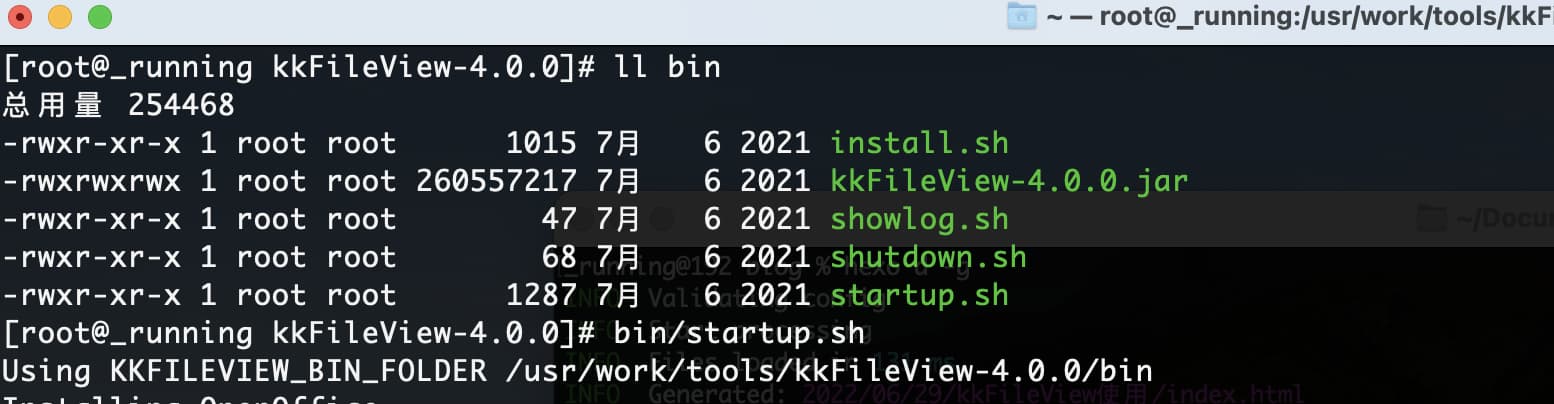 ~ — root@_running:/usr/work/tools/kkFi
[root@_running kkFileView-4.0.0]# ll bin
总用量 254468
-rwxr-xr-x 1 root root 1015 7月 6 2021 install.sh
-rwxrwxrwx 1 root root 260557217 7月 6 2021 kkFileView-4.0.0.jar
-rwxr-xr-x 1 root root 47 7月 6 2021 showlog.sh
~/Docu
-rwxr-xr-x 1 root root 68 7月 6 2021 shutdown.sh
_running@192 blog % hexo d -g
-rwxr-xr-x 1 root root 1287 7月 6 2021 startup.sh
INFO Validating config
[root@_running kkFileView-4.0.0]# bin/startup.sh
INFO Start processing
Using KKFILEVIEW_BIN_FOLDER /usr/work/tools/kkFileView-4.0.0/bin
INFO Files loaded in
Installing OpenOffice
INFO Generated: 2022/06/29/kkFileView使用/index.html